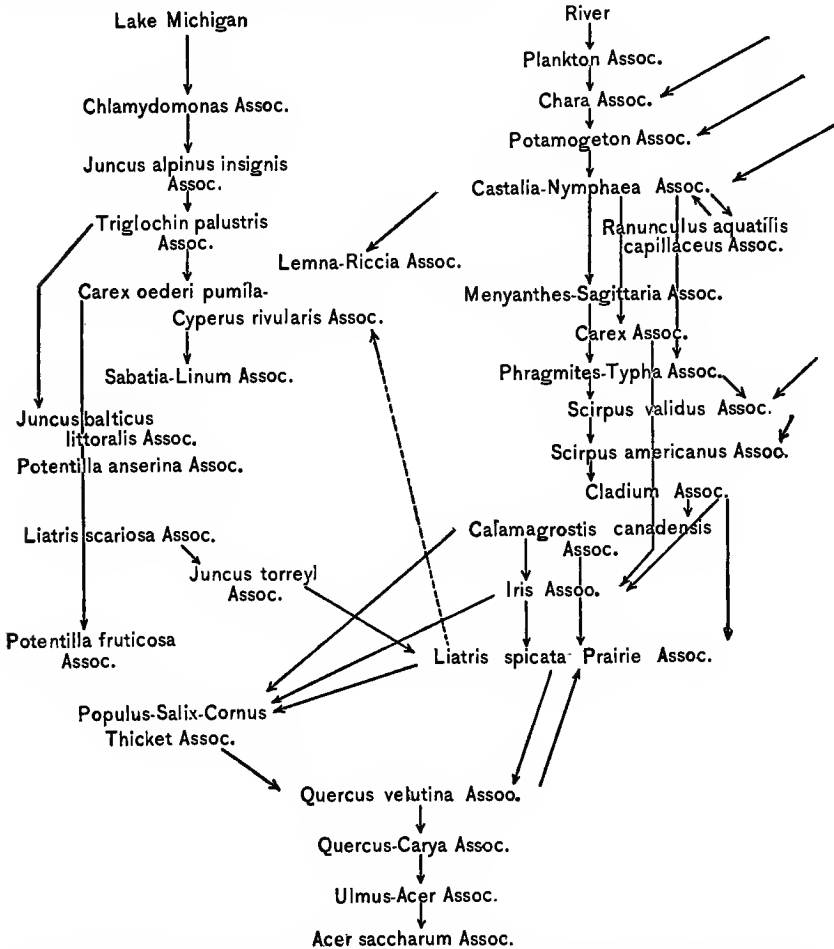 Lake Michigan
Chlamydomonas Assoc.
Juncus alpinus insignis
Assoc.
Triglochin palustris
Assoc.
Carex oederi pumila-
Cyperus rivularis Assoc.
Sabatia-Linum Assoc.
Juncus balticus
littoralis Assoc.
Potentilla anserina Assoc.
Liatris scariosa Assoc.
Juncus torreyi
Assoc.
Potentilla fruticosa
Assoc.
Populus-Salix-Cornus
Thicket Assoc.
River
Plankton Assoc.
Chara Assoc.
Potamogeton Assoc.
Castalia-Nymphaea Assoc.
Ranunculus aquatilis
capillaceus Assoc.
Lemna-Riccia Assoc.
Menyanthes-Sagittaria Assoc.
Carex Assoc.
Phragmites-Typha Assoc.
Scirpus validus Assoc.
Scirpus americanus Assoo.
Cladium Assoc.
Calamagrostis canadensis
Assoc.
Iris Assoo.
Liatris spicata Prairie Assoc.
Quercus velutina Assoo.
Quercus-Carya Assoc.
Ulmus-Acer Assoc.
Acer saccharum Assoc.